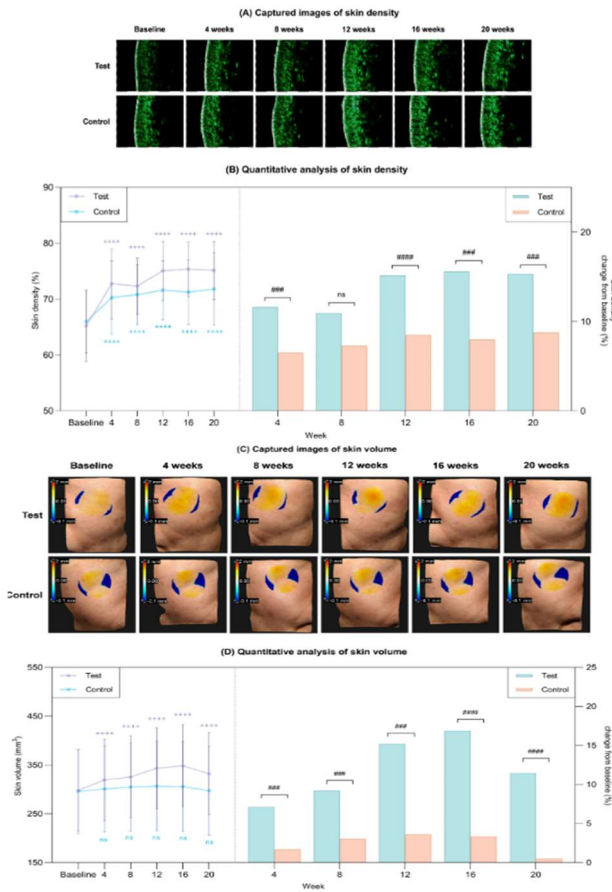 (A) Captured images of skin density
Baseline 4 weeks 8 weeks 12 weeks 16 weeks 20 weeks
Test
Control
(B) Quantitative analysis of skin density
90
80
70
60
50
Skin density (%)
Test
Control
**** **** **** **** ****
**** **** **** **** ****
Baseline 4 8 12 16 20
Test
Control
### ns #### ### ###
4 8 12 16 20
20
10
0
density
change from baseline (%)
Week
(C) Captured images of skin volume
Baseline 4 weeks 8 weeks 12 weeks 16 weeks 20 weeks
Test
Control
(D) Quantitative analysis of skin volume
550
450
350
250
150
Skin volume (mm³)
Test
Control
**** **** **** **** ****
ns ns ns ns ns
Baseline 4 8 12 16 20
Test
Control
### ### ### #### ####
4 8 12 16 20
25
20
15
10
5
0
change from baseline (%)
Week